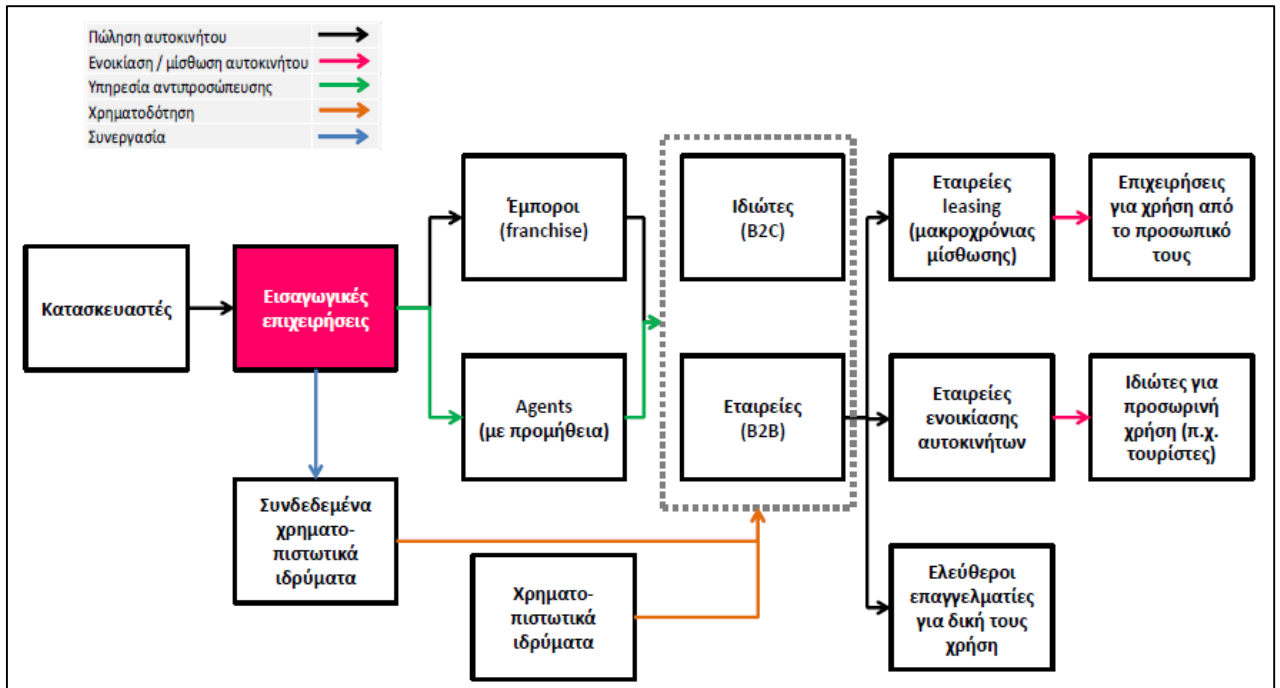 Πώληση αυτοκινήτου
Ενοικίαση / μίσθωση αυτοκινήτου
Υπηρεσία αντιπροσώπευσης
Χρηματοδότηση
Συνεργασία
Κατασκευαστές
Εισαγωγικές
επιχειρήσεις
Έμποροι
(franchise)
Agents
(με προμήθεια)
Ιδιώτες
(B2C)
Εταιρείες
(B2B)
Εταιρείες
leasing
(μακροχρόνιας
μίσθωσης)
Επιχειρήσεις
για χρήση από
το προσωπικό
τους
Εταιρείες
ενοικίασης
αυτοκινήτων
Ιδιώτες για
προσωρινή
χρήση (π.χ.
τουρίστες)
Συνδεδεμένα
χρηματο-
πιστωτικά
ιδρύματα
Χρηματο-
πιστωτικά
ιδρύματα
Ελεύθεροι
επαγγελματίες
για δική τους
χρήση